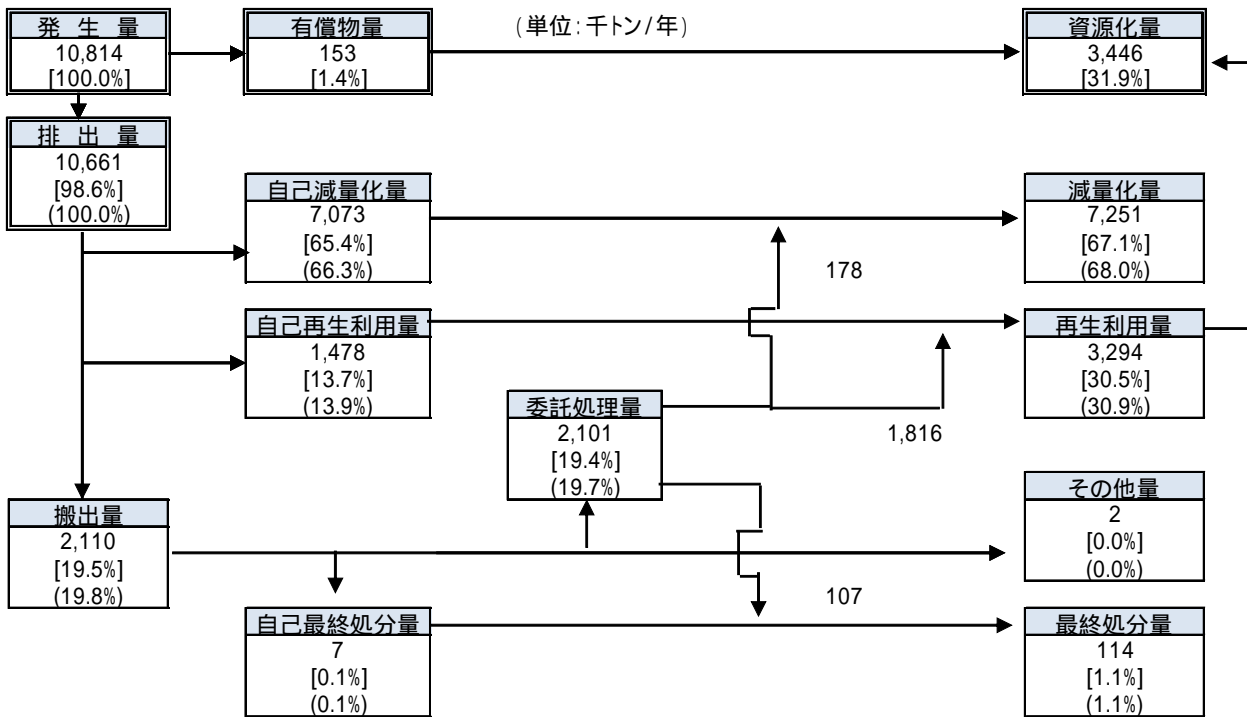 発 生 量
10,814
[100.0%]
有償物量
153
[1.4%]
(単位:千トン/年)
資源化量
3,446
[31.9%]
排 出 量
10,661
[98.6%]
(100.0%)
自己減量化量
7,073
[65.4%]
(66.3%)
減量化量
7,251
[67.1%]
(68.0%)
178
自己再生利用量
1,478
[13.7%]
(13.9%)
再生利用量
3,294
[30.5%]
(30.9%)
委託処理量
2,101
[19.4%]
(19.7%)
1,816
搬出量
2,110
[19.5%]
(19.8%)
その他量
2
[0.0%]
(0.0%)
107
自己最終処分量
7
[0.1%]
(0.1%)
最終処分量
114
[1.1%]
(1.1%)